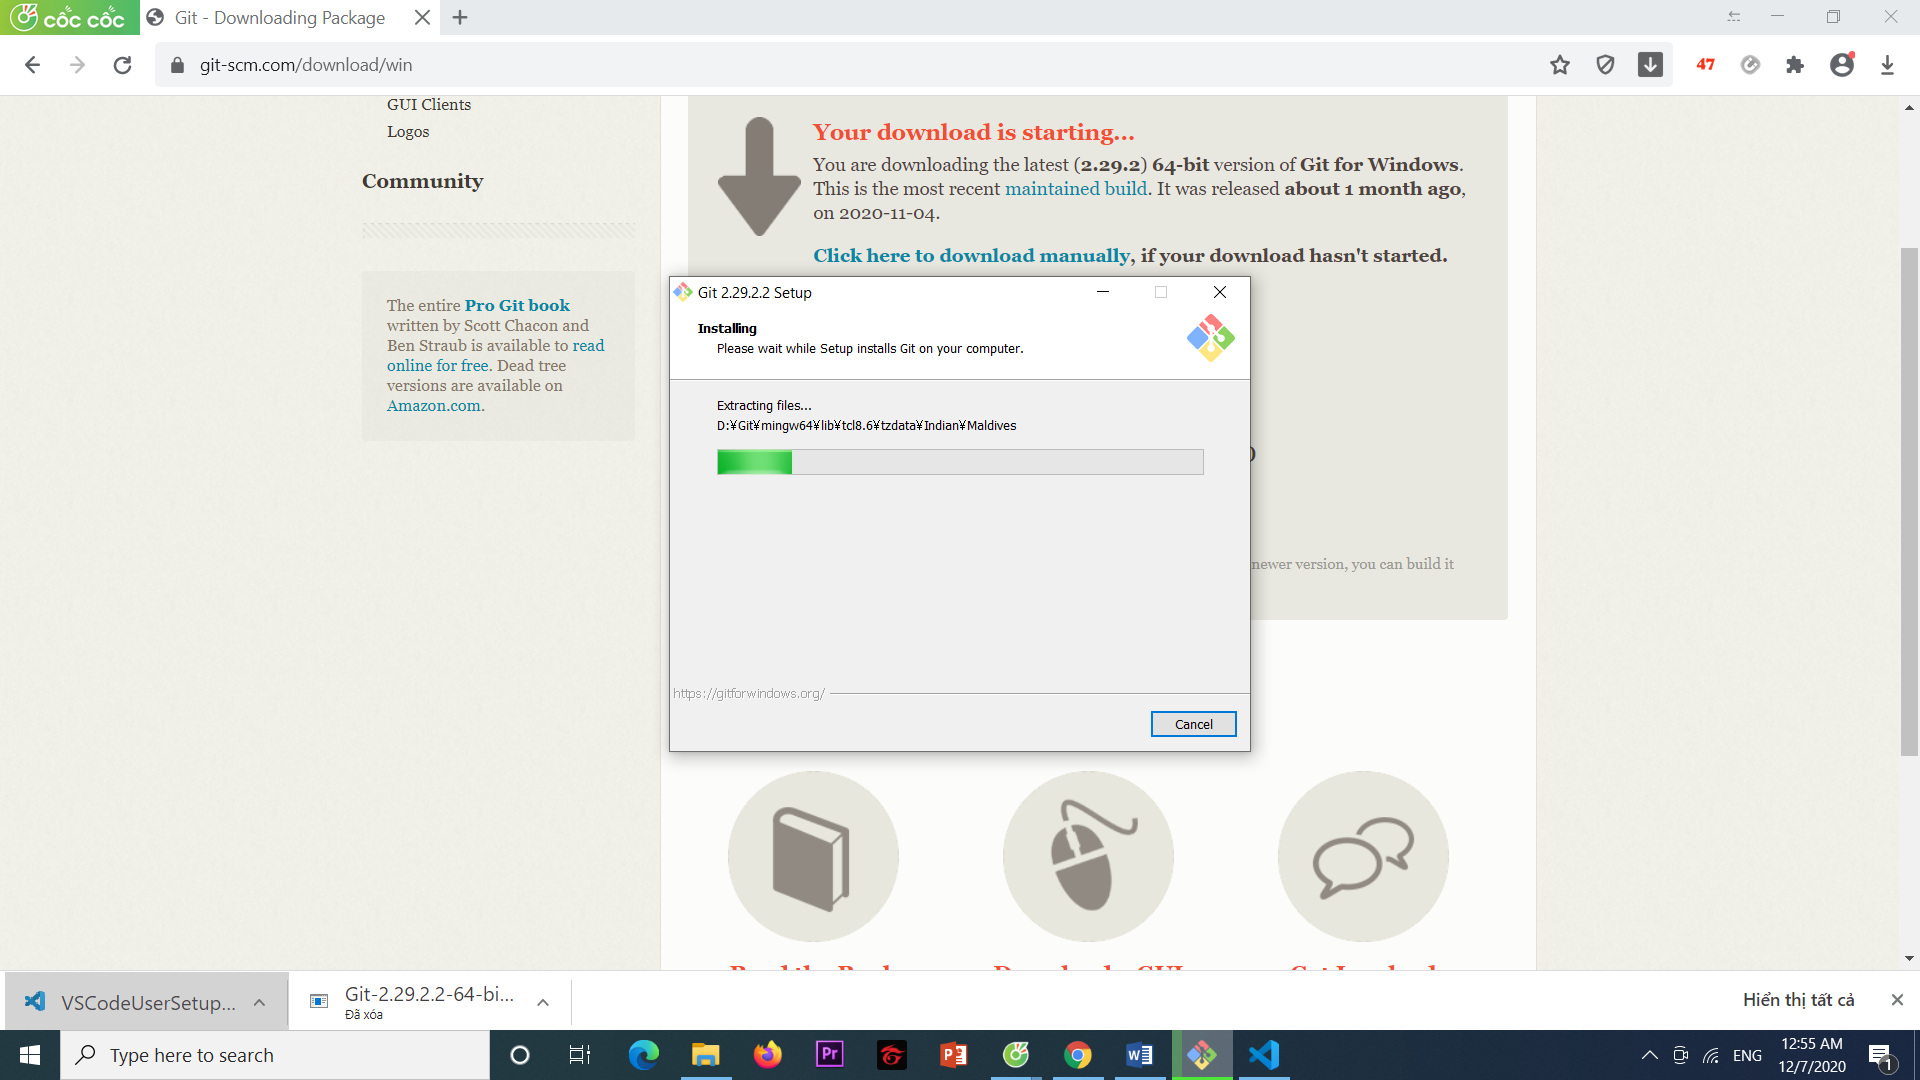 cốc cốc
Git - Downloading Package
git-scm.com/download/win
47
GUI Clients
Logos
Community
The entire Pro Git book
written by Scott Chacon and
Ben Straub is available to read
online for free. Dead tree
versions are available on
Amazon.com.
Your download is starting...
You are downloading the latest (2.29.2) 64-bit version of Git for Windows.
This is the most recent maintained build. It was released about 1 month ago,
on 2020-11-04.
Click here to download manually, if your download hasn't started.
newer version, you can build it
Git 2.29.2.2 Setup
Installing
Please wait while Setup installs Git on your computer.
Extracting files...
D:¥Git¥mingw64¥lib¥tcl8.6¥tzdata¥Indian¥Maldives
https://gitforwindows.org/
Cancel
VSCodeUserSetup...
Git-2.29.2.2-64-bi...
Đã xóa
Hiển thị tất cả
Type here to search
Pr
ENG
12:55 AM
12/7/2020
1